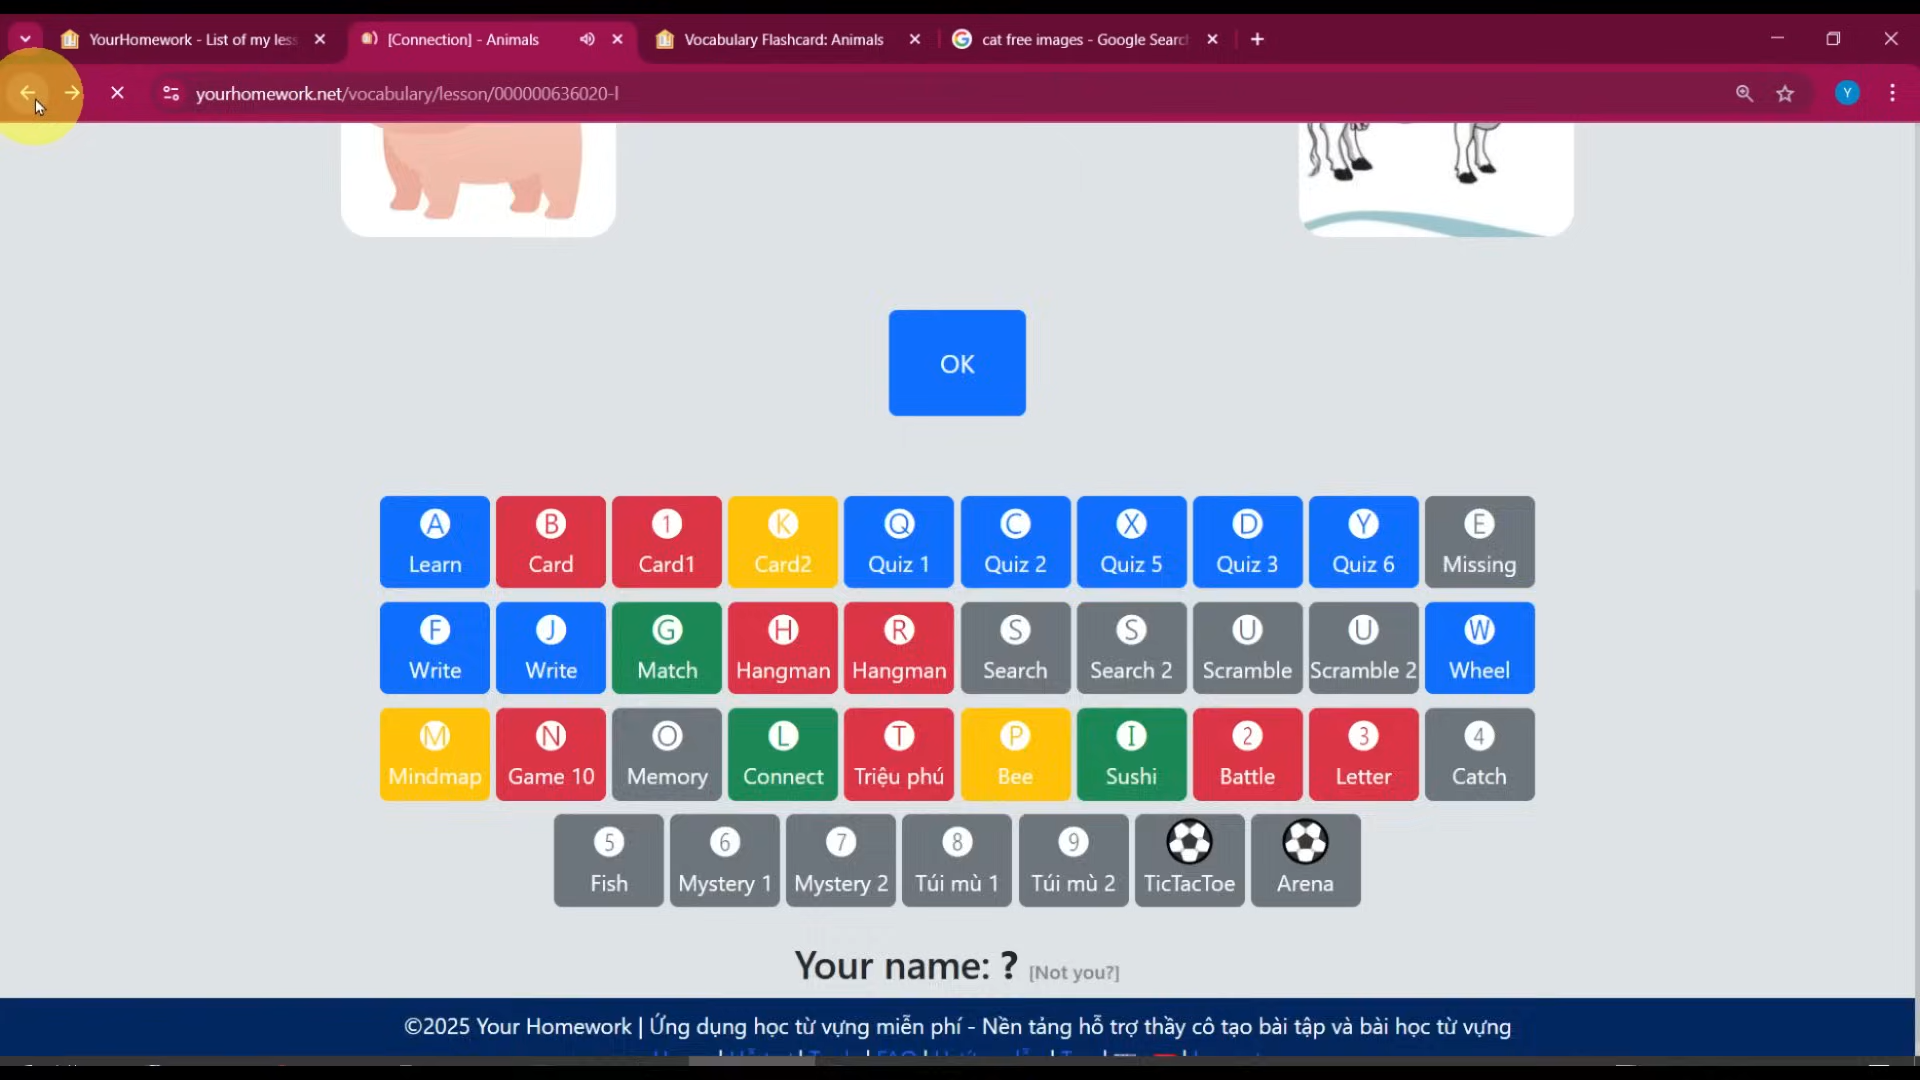 YourHomework - List of my less
[Connection] - Animals
Vocabulary Flashcard: Animals
cat free images - Google Searc
yourhomework.net/vocabulary/lesson/000000636020-l
Y
OK
A B 1 K Q C X D Y E
Learn Card Card1 Card2 Quiz 1 Quiz 2 Quiz 5 Quiz 3 Quiz 6 Missing
F J G H R S S U U W
Write Write Match Hangman Hangman Search Search 2 Scramble Scramble 2 Wheel
M N O L T P I 2 3 4
Mindmap Game 10 Memory Connect Triệu phú Bee Sushi Battle Letter Catch
5 6 7 8 9
Fish Mystery 1 Mystery 2 Túi mù 1 Túi mù 2 TicTacToe Arena
Your name: ? [Not you?]
©2025 Your Homework | Ứng dụng học từ vựng miễn phí - Nền tảng hỗ trợ thầy cô tạo bài tập và bài học từ vựng